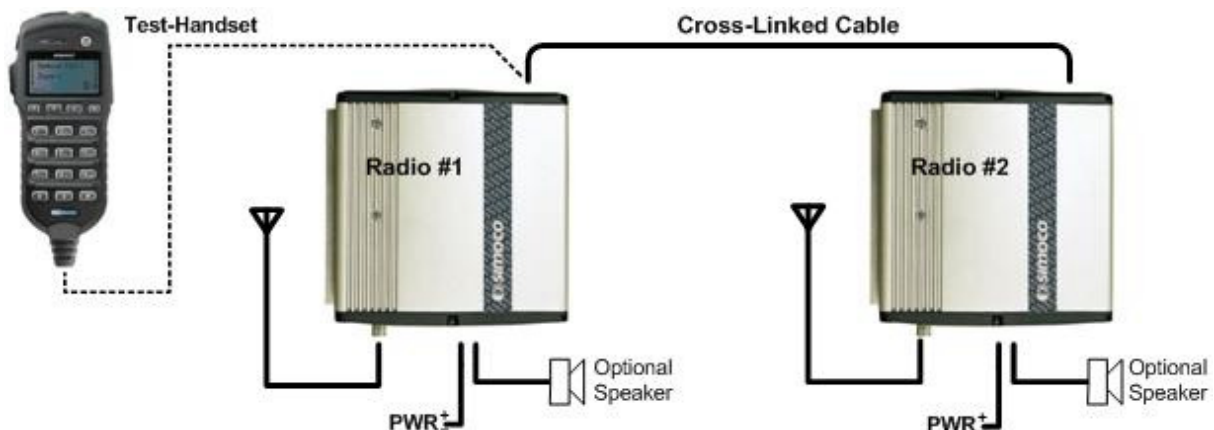 Test-Handset
Cross-Linked Cable
Radio #1
Radio #2
simoco
simoco
Optional
Speaker
Optional
Speaker
PWR+-
PWR+